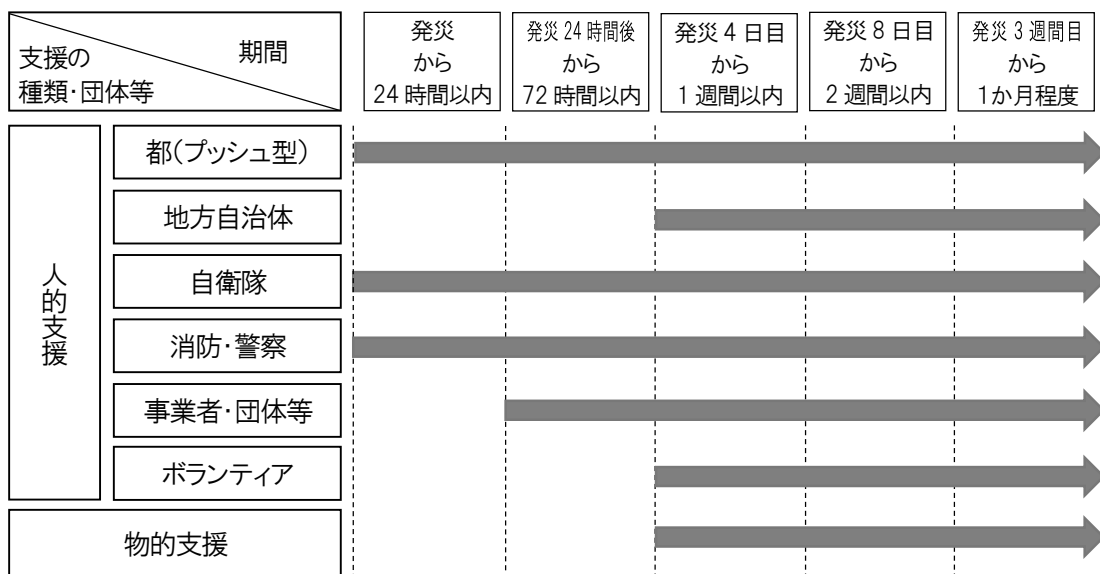 期間
支援の
種類・団体等
発災
から
24時間以内
発災24時間後
から
72時間以内
発災4日目
から
1週間以内
発災8日目
から
2週間以内
発災3週間目
から
1か月程度
人的支援
都(プッシュ型)
地方自治体
自衛隊
消防・警察
事業者・団体等
ボランティア
物的支援